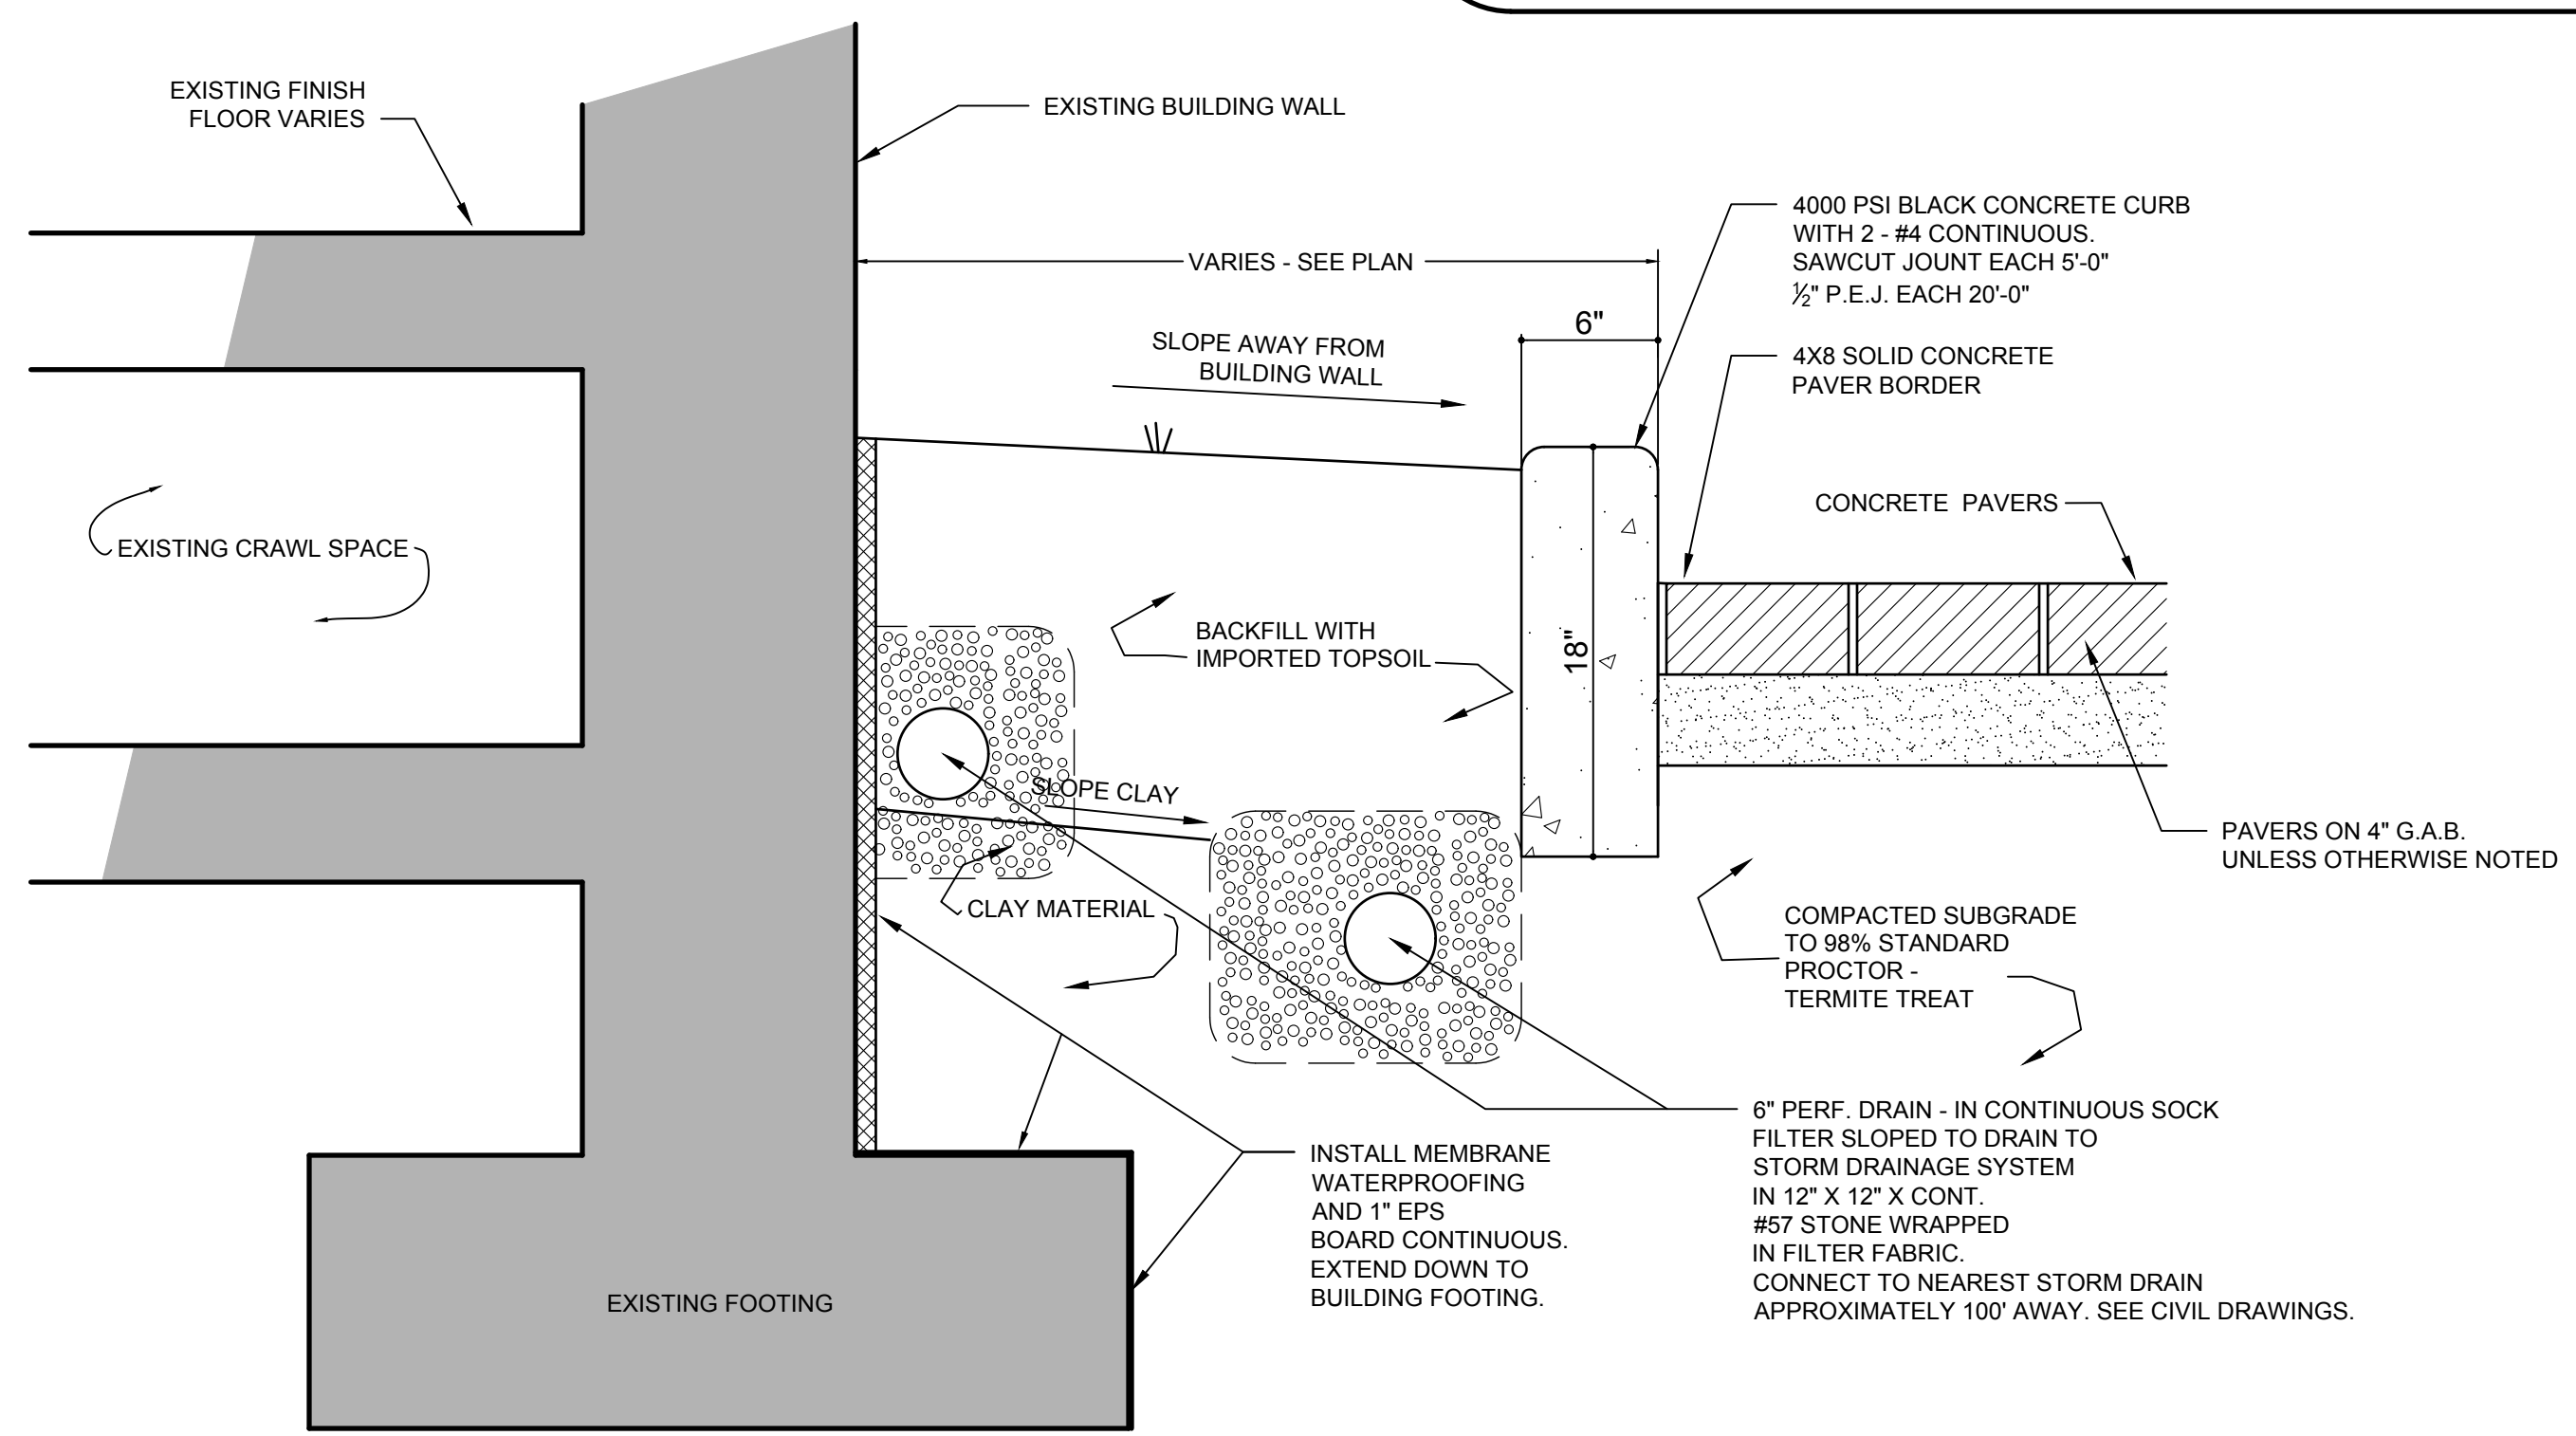 EXISTING FINISH
FLOOR VARIES
EXISTING BUILDING WALL
4000 PSI BLACK CONCRETE CURB
WITH 2 - #4 CONTINUOUS.
SAWCUT JOUNT EACH 5'-0"
½" P.E.J. EACH 20'-0"
VARIES - SEE PLAN
6"
SLOPE AWAY FROM
BUILDING WALL
4X8 SOLID CONCRETE
PAVER BORDER
CONCRETE PAVERS
EXISTING CRAWL SPACE
BACKFILL WITH
IMPORTED TOPSOIL
18"
SLOPE CLAY
PAVERS ON 4" G.A.B.
UNLESS OTHERWISE NOTED
CLAY MATERIAL
COMPACTED SUBGRADE
TO 98% STANDARD
PROCTOR -
TERMITE TREAT
6" PERF. DRAIN - IN CONTINUOUS SOCK
FILTER SLOPED TO DRAIN TO
STORM DRAINAGE SYSTEM
IN 12" X 12" X CONT.
#57 STONE WRAPPED
IN FILTER FABRIC.
CONNECT TO NEAREST STORM DRAIN
APPROXIMATELY 100' AWAY. SEE CIVIL DRAWINGS.
INSTALL MEMBRANE
WATERPROOFING
AND 1" EPS
BOARD CONTINUOUS.
EXTEND DOWN TO
BUILDING FOOTING.
EXISTING FOOTING